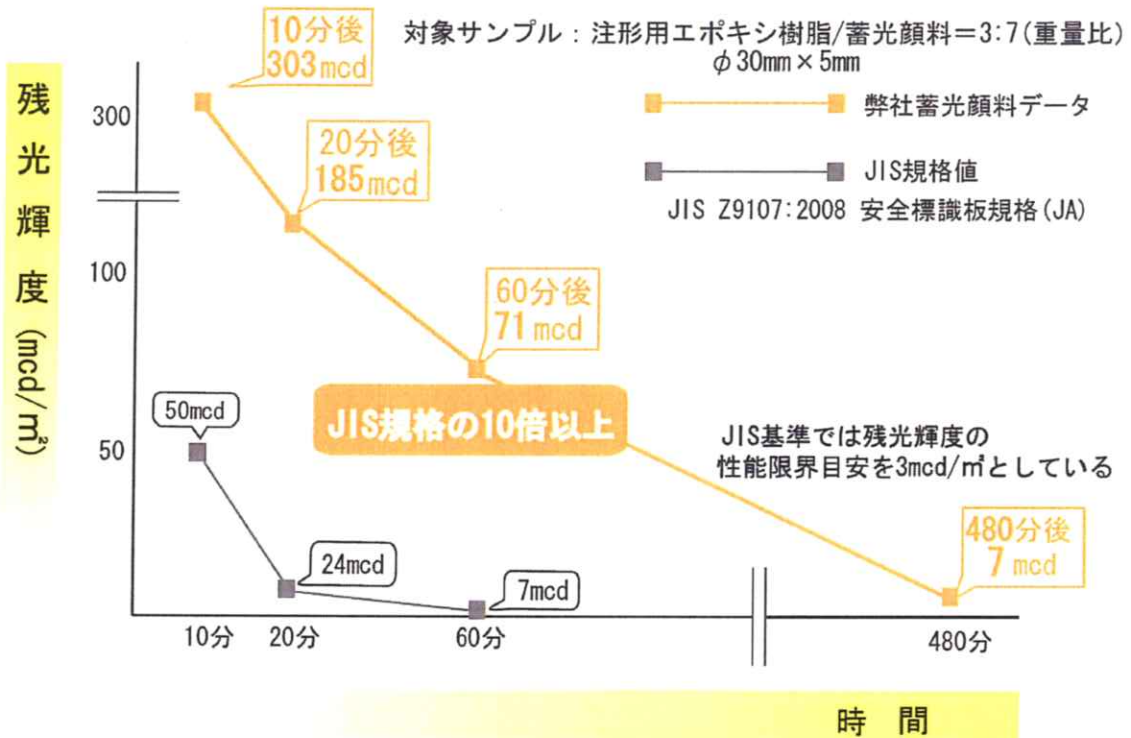 対象サンプル：注形用エポキシ樹脂/蓄光顔料＝3:7(重量比)
φ30mm×5mm
弊社蓄光顔料データ
JIS規格値
JIS Z9107:2008 安全標識板規格(JA)
残光輝度(mcd/㎡)
300
100
50
10分後
303mcd
20分後
185mcd
60分後
71mcd
JIS規格の10倍以上
50mcd
24mcd
7mcd
JIS基準では残光輝度の
性能限界目安を3mcd/㎡としている
480分後
7mcd
10分
20分
60分
480分
時間